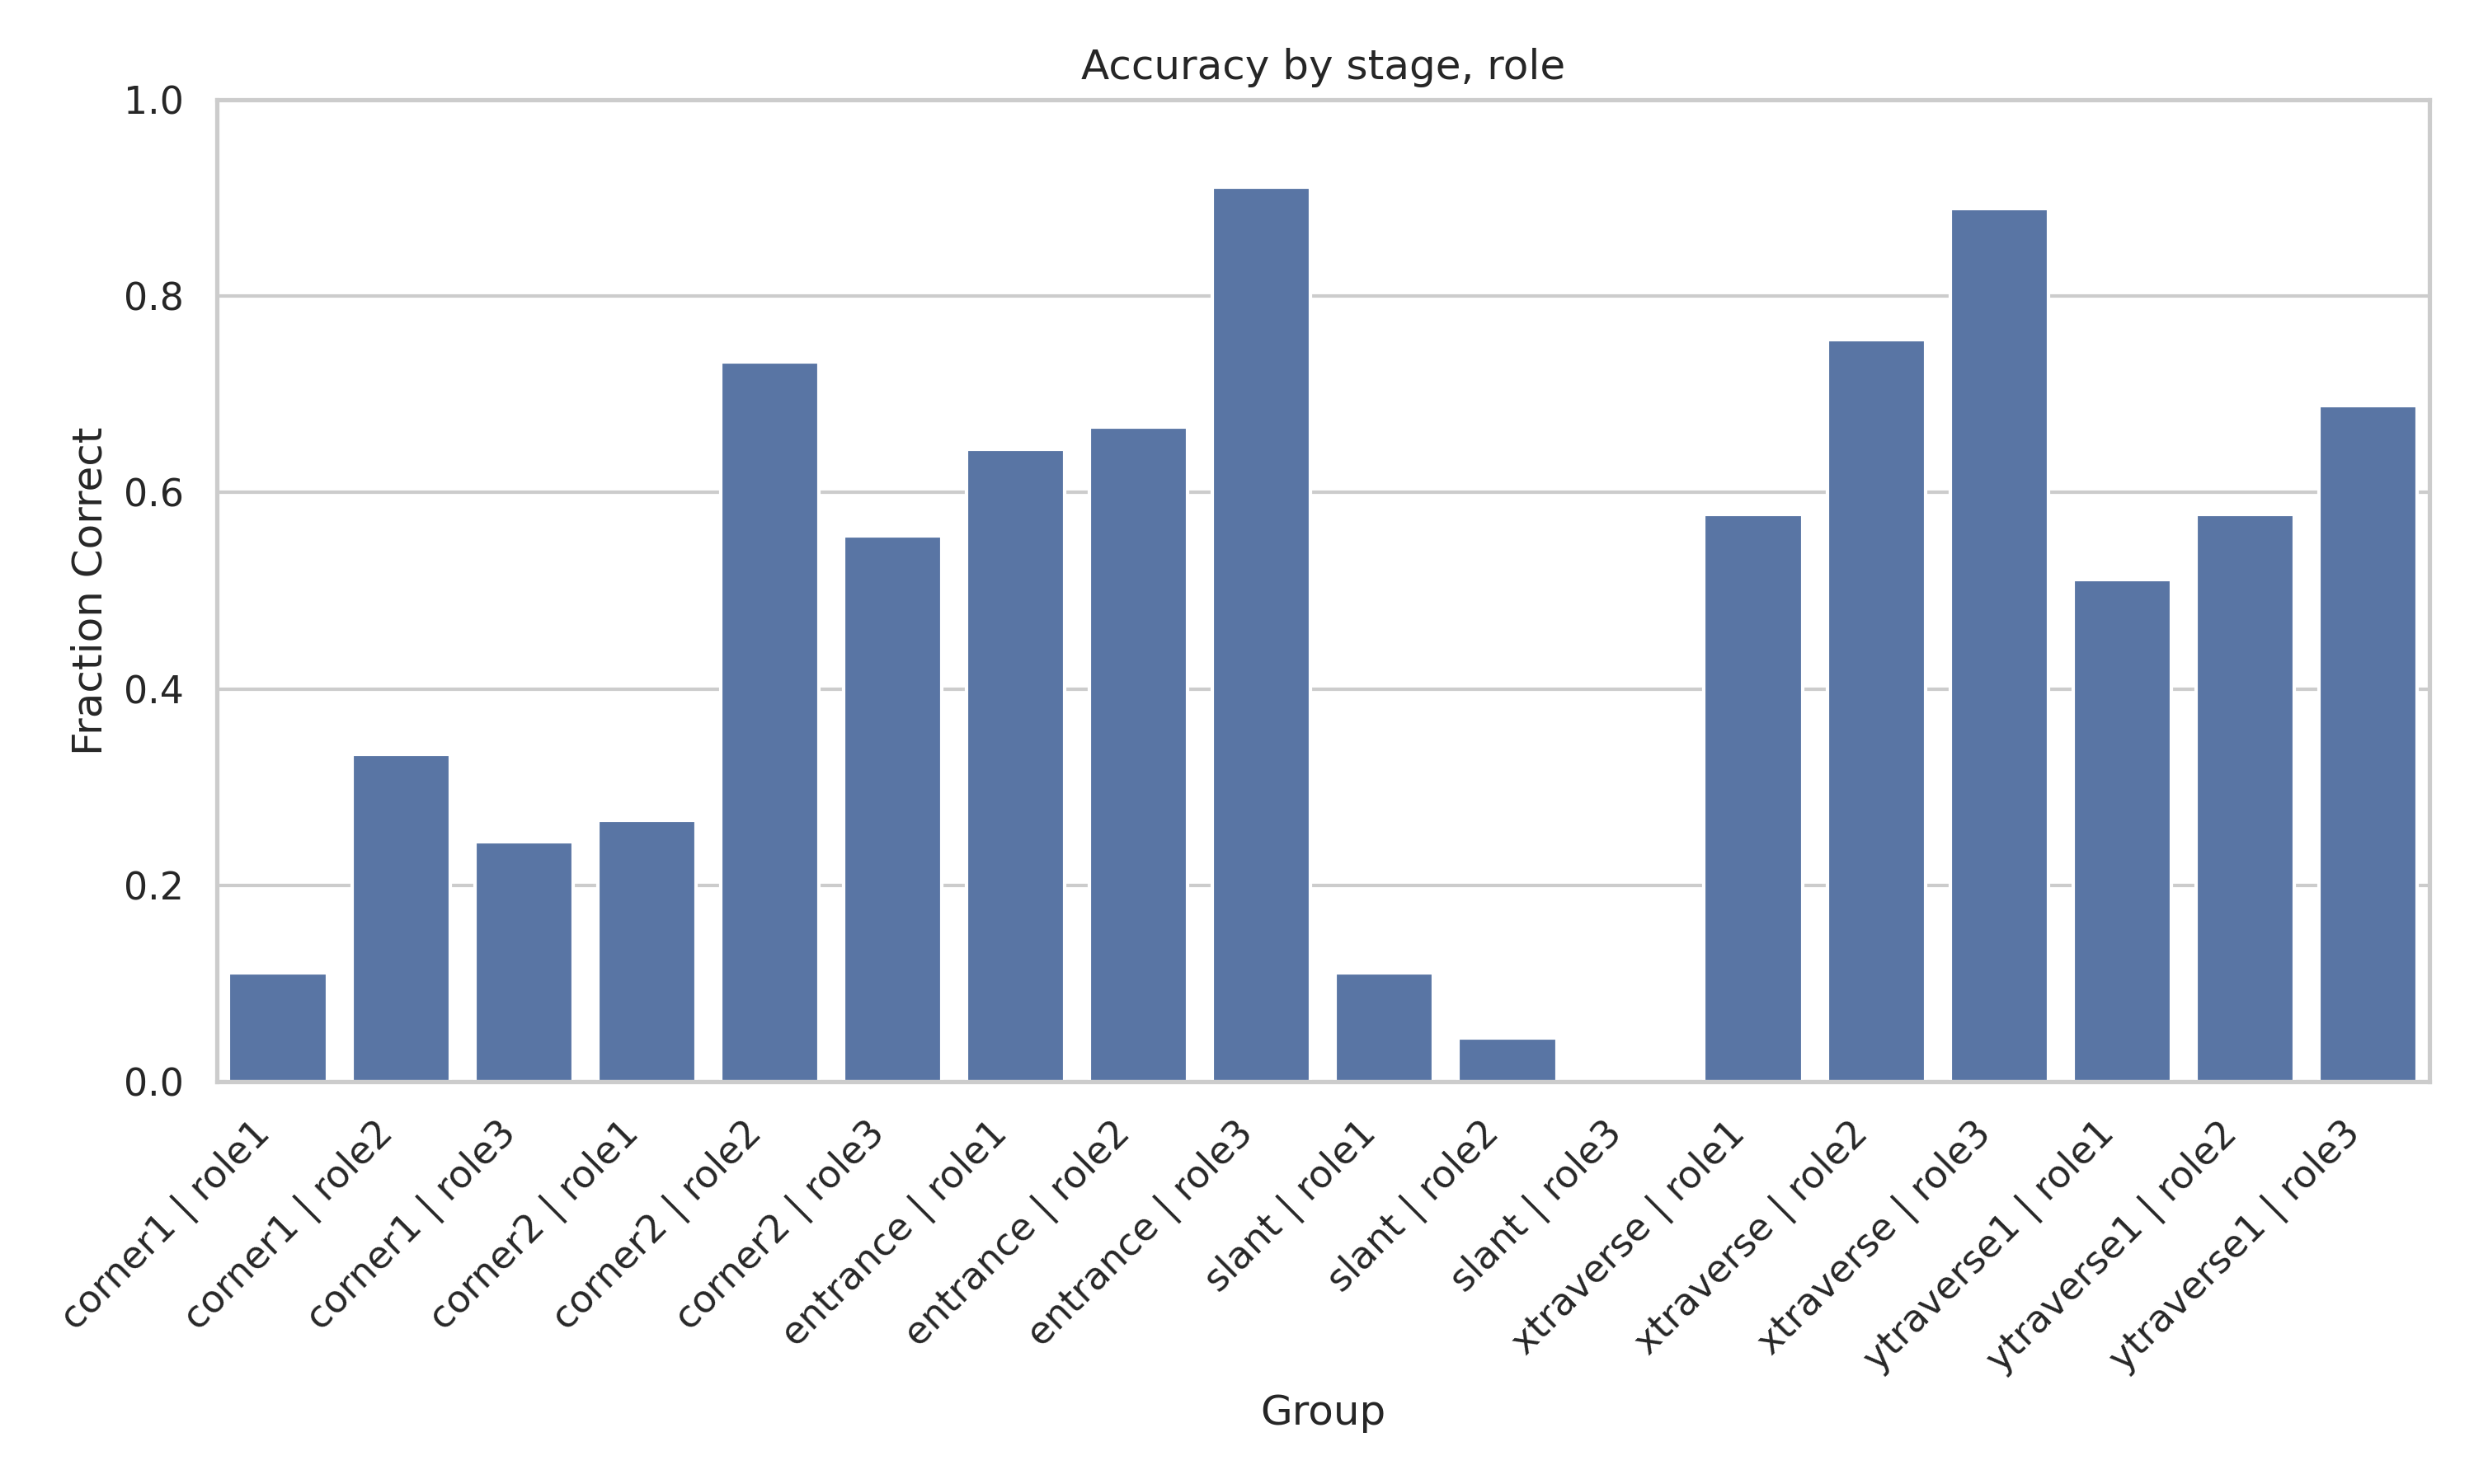 Accuracy by stage, role
Fraction Correct
1.0
0.8
0.6
0.4
0.2
0.0
corner1 | role1
corner1 | role2
corner1 | role3
corner2 | role1
corner2 | role2
corner2 | role3
entrance | role1
entrance | role2
entrance | role3
slant | role1
slant | role2
slant | role3
xtraverse | role1
xtraverse | role2
xtraverse | role3
ytraverse1 | role1
ytraverse1 | role2
ytraverse1 | role3
Group